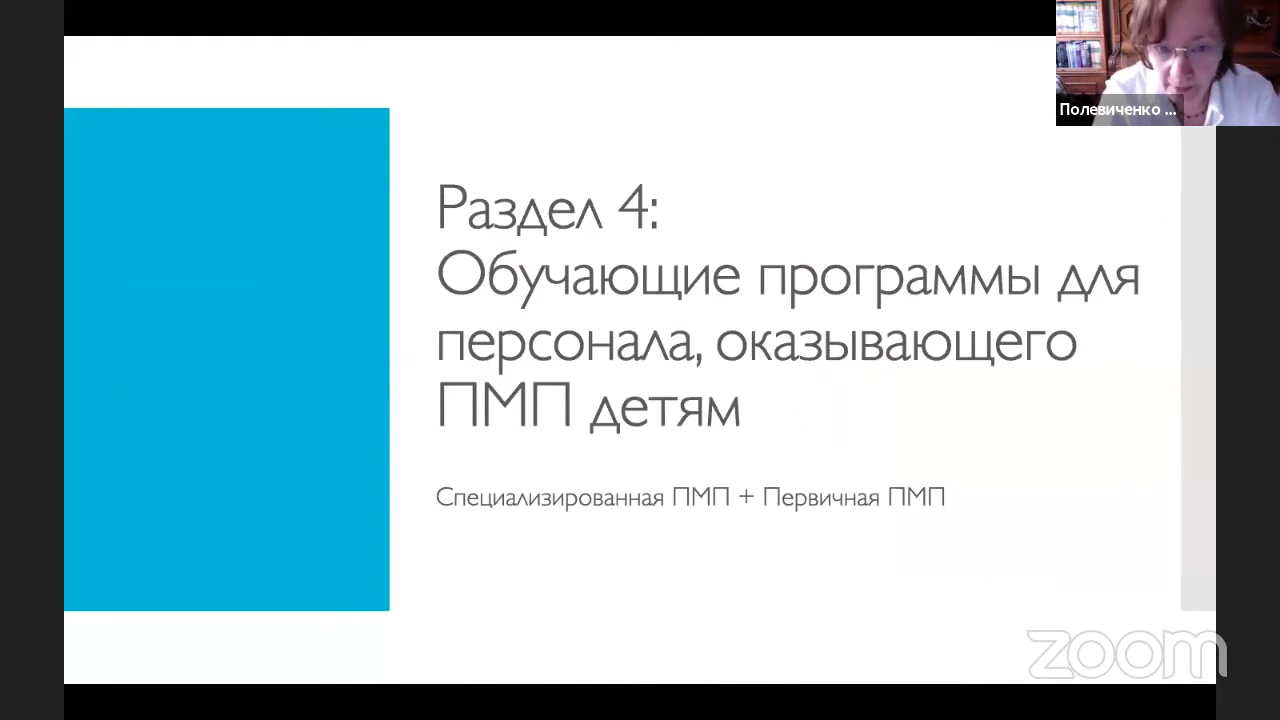 Полевиченко ...
Раздел 4:
Обучающие программы для
персонала, оказывающего
ПМП детям
Специализированная ПМП + Первичная ПМП
zoom